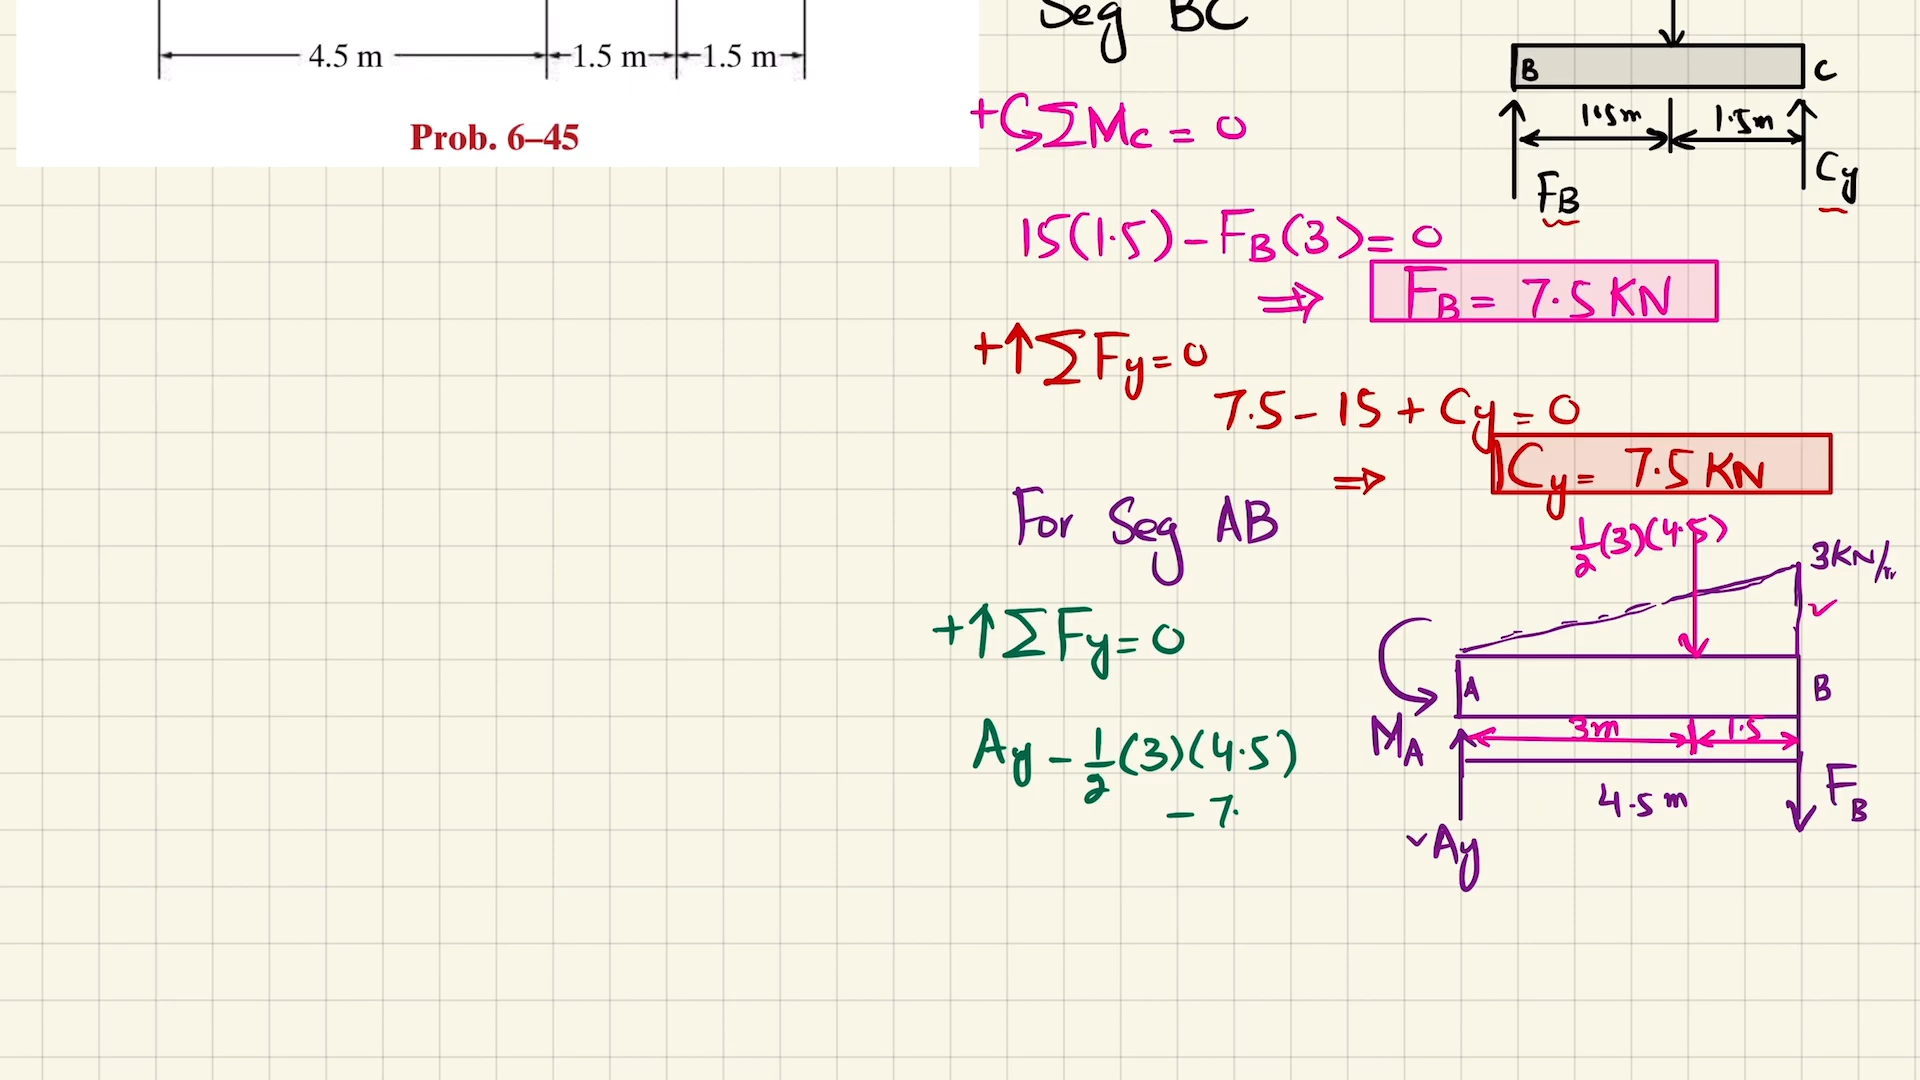 4.5 m 1.5 m 1.5 m
Prob. 6–45
Seg BC
B C
1.5m 1.5m
FB Cy
+ ΣMc = 0
15(1.5) - FB(3) = 0
⇒ FB = 7.5 KN
+↑ΣFy = 0
7.5 - 15 + Cy = 0
⇒ Cy = 7.5 KN
For Seg AB
1/2(3)(4.5)
3KN/m
+↑ΣFy = 0
A B
MA
3m 1.5
4.5 m
FB
Ay
Ay - 1/2(3)(4.5)
- 7.